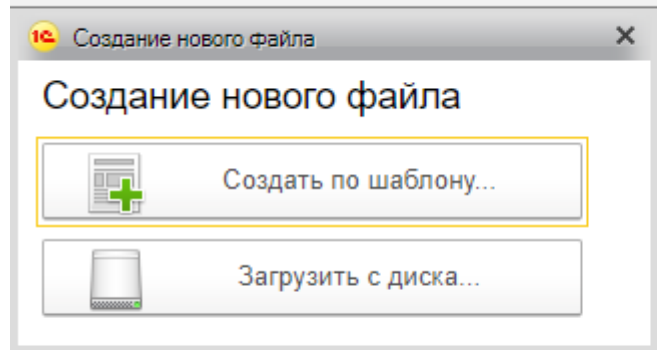 1С Создание нового файла
Создание нового файла
Создать по шаблону...
Загрузить с диска...